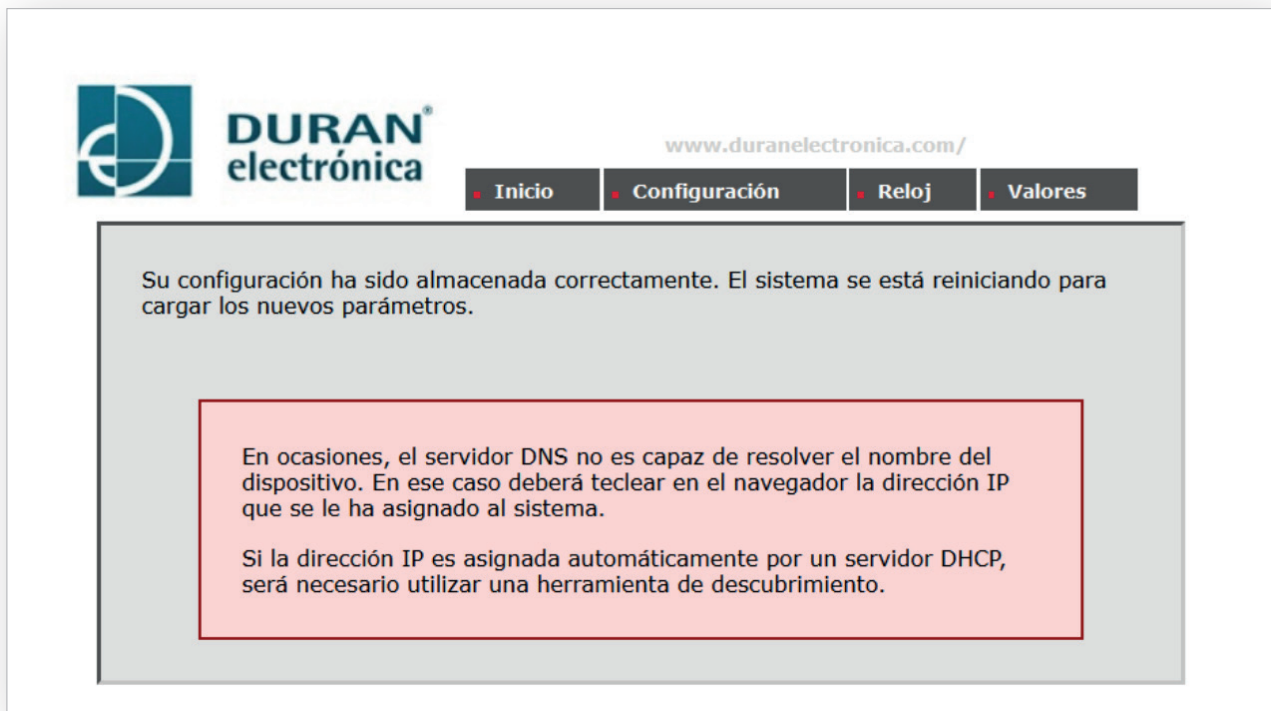 DURAN®
electrónica
www.duranelectronica.com/
Inicio Configuración Reloj Valores
Su configuración ha sido almacenada correctamente. El sistema se está reiniciando para
cargar los nuevos parámetros.
En ocasiones, el servidor DNS no es capaz de resolver el nombre del
dispositivo. En ese caso deberá teclear en el navegador la dirección IP
que se le ha asignado al sistema.
Si la dirección IP es asignada automáticamente por un servidor DHCP,
será necesario utilizar una herramienta de descubrimiento.